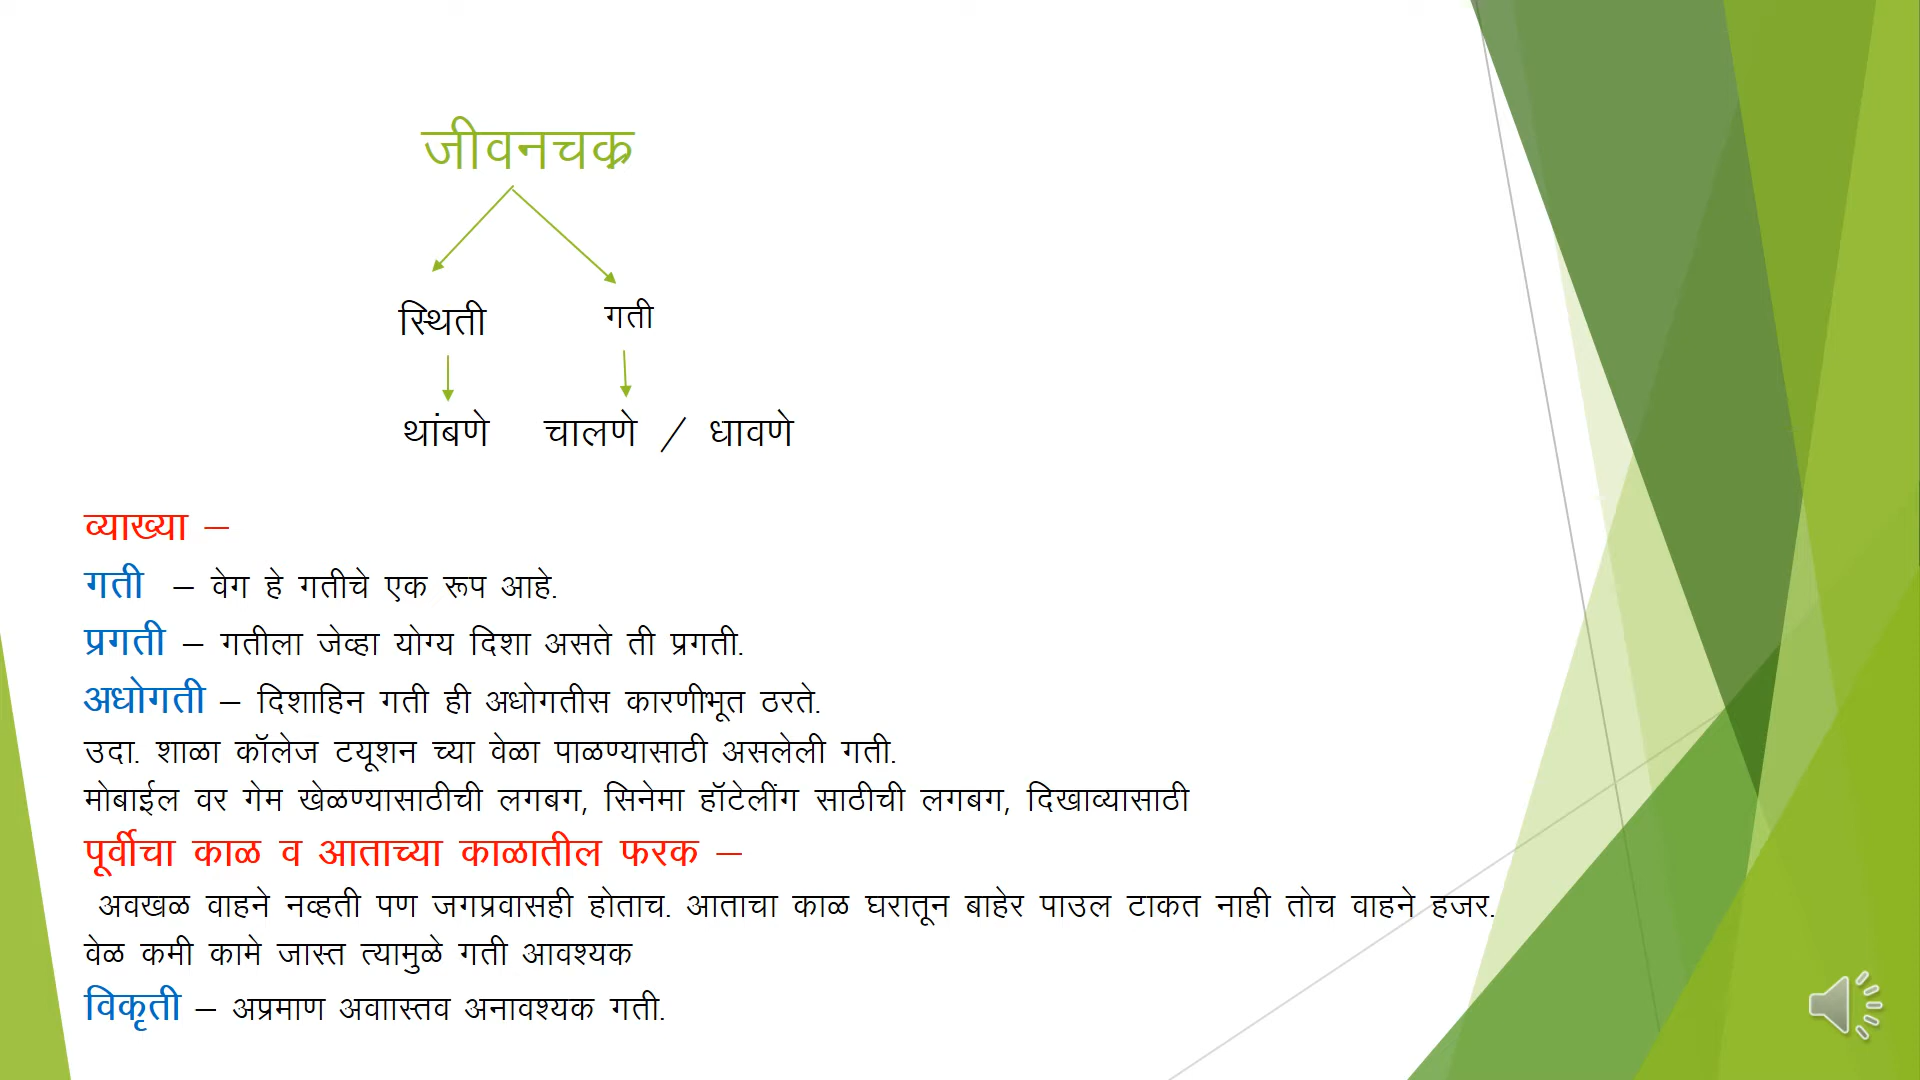 जीवनचक्र
स्थिती गती
थांबणे चालणे / धावणे
व्याख्या –
गती – वेग हे गतीचे एक रूप आहे.
प्रगती – गतीला जेव्हा योग्य दिशा असते ती प्रगती.
अधोगती – दिशाहिन गती ही अधोगतीस कारणीभूत ठरते.
उदा. शाळा कॉलेज टयूशन च्या वेळा पाळण्यासाठी असलेली गती.
मोबाईल वर गेम खेळण्यासाठीची लगबग, सिनेमा हॉटेलींग साठीची लगबग, दिखाव्यासाठी
पूर्वीचा काळ व आताच्या काळातील फरक –
अवखळ वाहने नव्हती पण जगप्रवासही होताच. आताचा काळ घरातून बाहेर पाउल टाकत नाही तोच वाहने हजर.
वेळ कमी कामे जास्त त्यामुळे गती आवश्यक
विकृती – अप्रमाण अवाास्तव अनावश्यक गती.